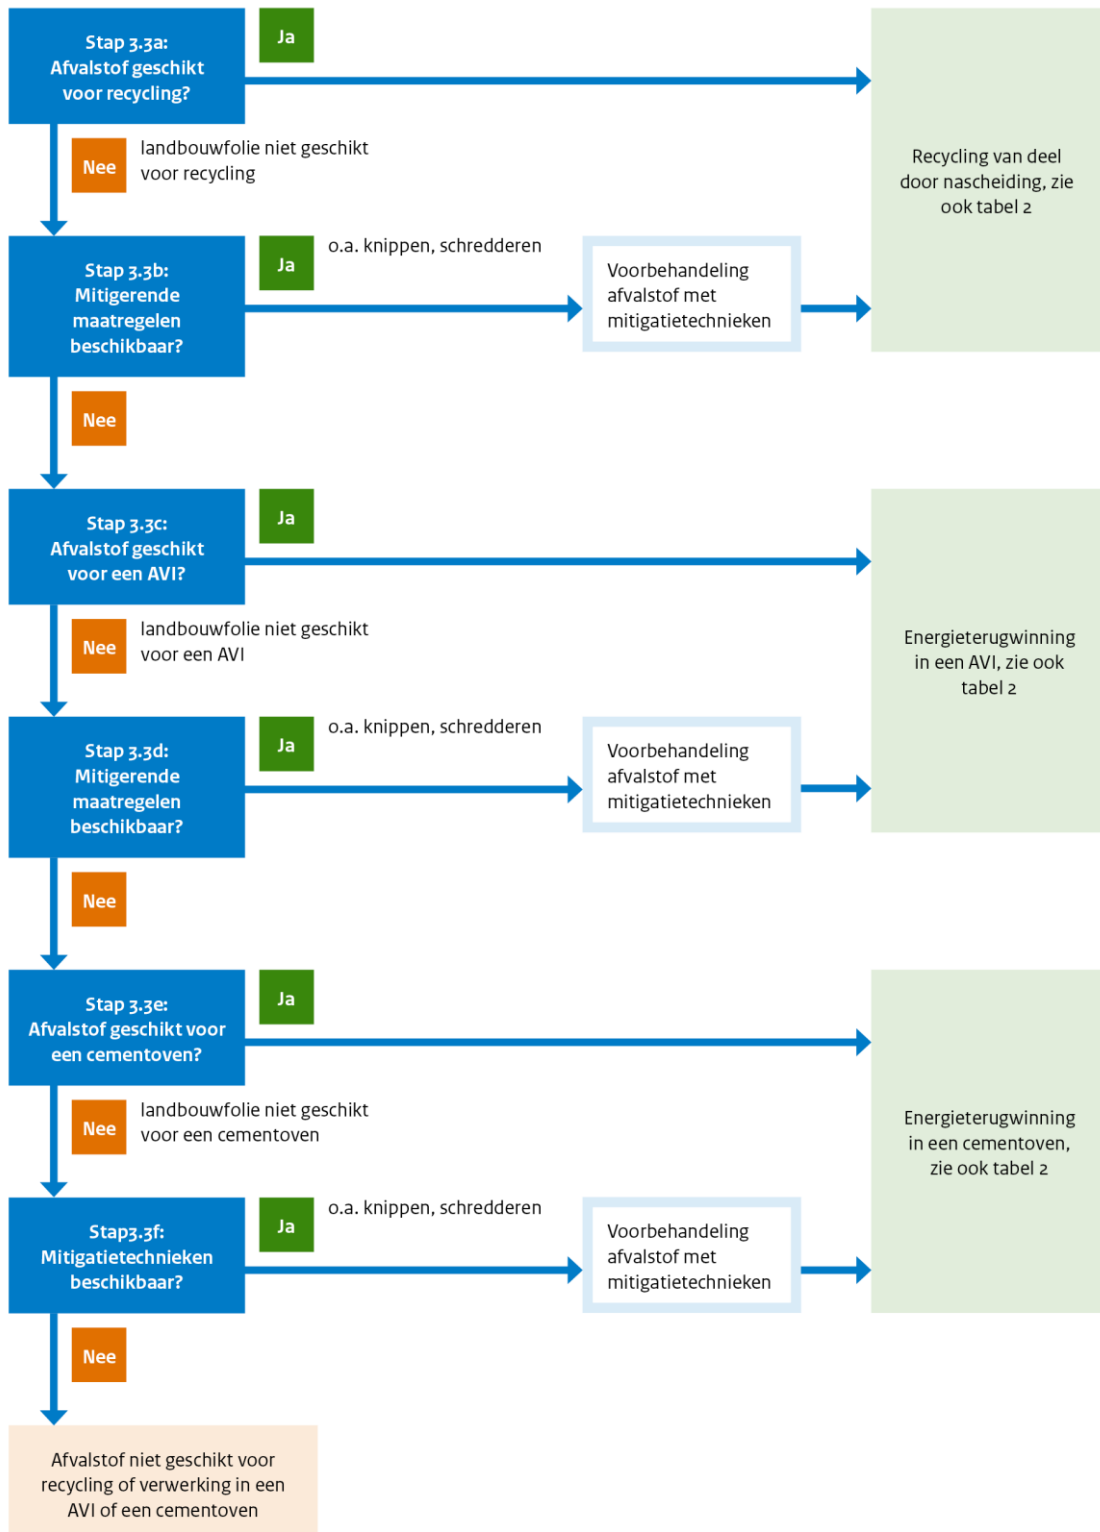 Stap 3.3a:
Afvalstof geschikt
voor recycling?
Ja
Nee
landbouwfolie niet geschikt
voor recycling
Recycling van deel
door nascheiding, zie
ook tabel 2
Stap 3.3b:
Mitigerende
maatregelen
beschikbaar?
Ja
o.a. knippen, schredderen
Voorbehandeling
afvalstof met
mitigatietechnieken
Nee
Stap 3.3c:
Afvalstof geschikt
voor een AVI?
Ja
Nee
landbouwfolie niet geschikt
voor een AVI
Energieterugwinning
in een AVI, zie ook
tabel 2
Stap 3.3d:
Mitigerende
maatregelen
beschikbaar?
Ja
o.a. knippen, schredderen
Voorbehandeling
afvalstof met
mitigatietechnieken
Nee
Stap 3.3e:
Afvalstof geschikt voor
een cementoven?
Ja
Nee
landbouwfolie niet geschikt
voor een cementoven
Energieterugwinning
in een cementoven,
zie ook tabel 2
Stap3.3f:
Mitigatietechnieken
beschikbaar?
Ja
o.a. knippen, schredderen
Voorbehandeling
afvalstof met
mitigatietechnieken
Nee
Afvalstof niet geschikt voor
recycling of verwerking in een
AVI of een cementoven